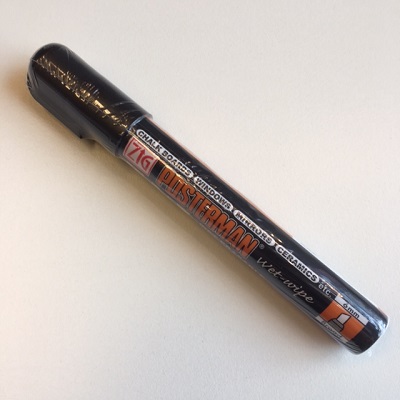 CHALK BOARDS WINDOWS MIRRORS CERAMICS etc.
ZIG POSTERMAN® Wet-wipe
6mm